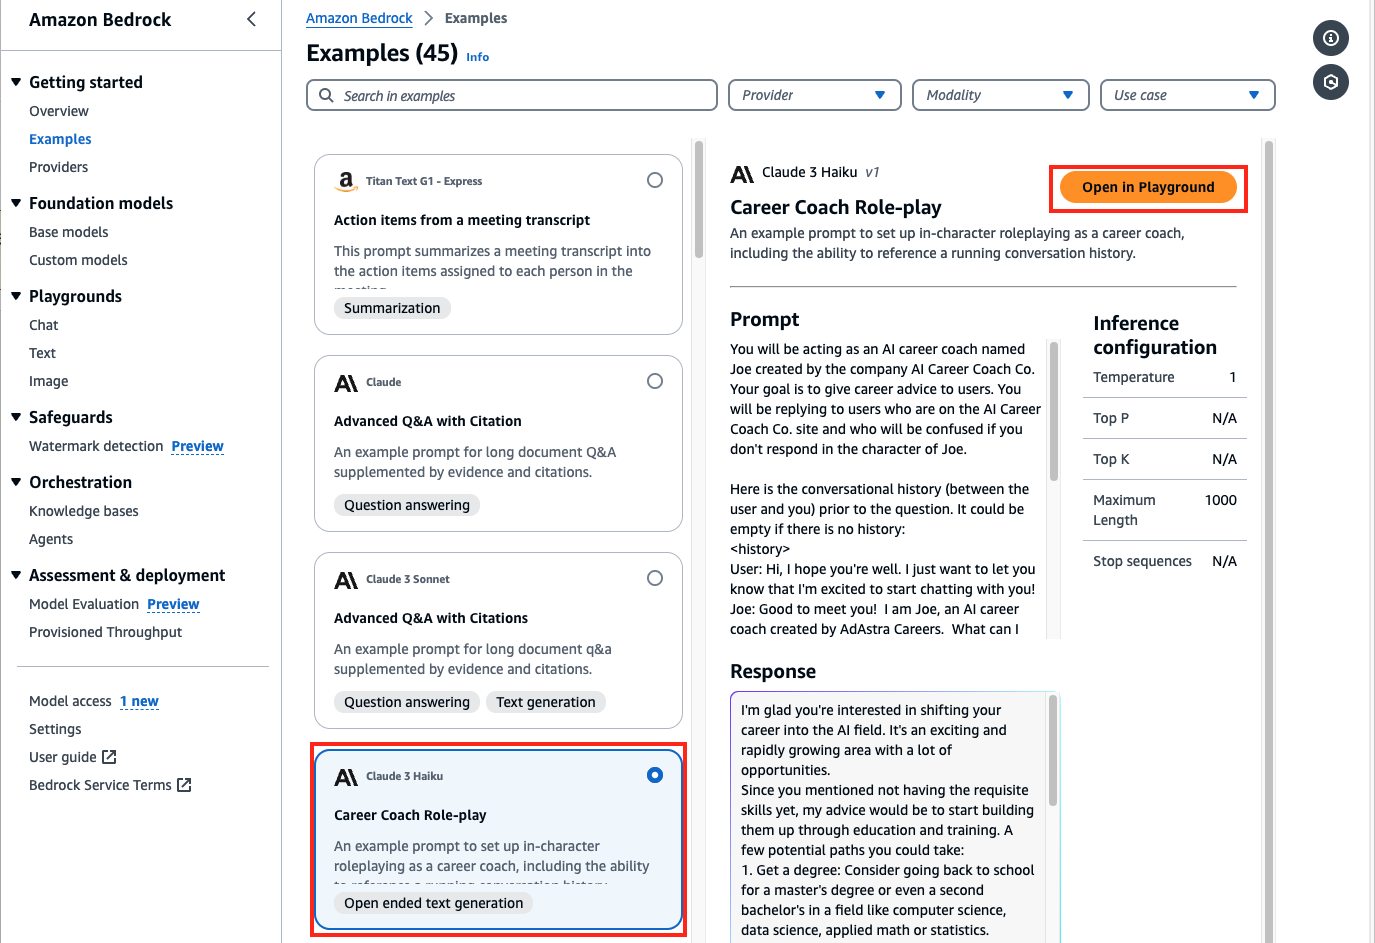 Amazon Bedrock
Getting started
Overview
Examples
Providers
Foundation models
Base models
Custom models
Playgrounds
Chat
Text
Image
Safeguards
Watermark detection Preview
Orchestration
Knowledge bases
Agents
Assessment & deployment
Model Evaluation Preview
Provisioned Throughput
Model access 1 new
Settings
User guide
Bedrock Service Terms
Amazon Bedrock > Examples
Examples (45) Info
Search in examples
Provider
Modality
Use case
Titan Text G1 - Express
Action items from a meeting transcript
This prompt summarizes a meeting transcript into
the action items assigned to each person in the
Summarization
Claude
Advanced Q&A with Citation
An example prompt for long document Q&A
supplemented by evidence and citations.
Question answering
Claude 3 Sonnet
Advanced Q&A with Citations
An example prompt for long document q&a
supplemented by evidence and citations.
Question answering Text generation
Claude 3 Haiku
Career Coach Role-play
An example prompt to set up in-character
roleplaying as a career coach, including the ability
to reference a running conversation history.
Open ended text generation
Claude 3 Haiku v1
Open in Playground
Career Coach Role-play
An example prompt to set up in-character roleplaying as a career coach,
including the ability to reference a running conversation history.
Prompt
You will be acting as an AI career coach named
Joe created by the company AI Career Coach Co.
Your goal is to give career advice to users. You
will be replying to users who are on the AI Career
Coach Co. site and who will be confused if you
don't respond in the character of Joe.
Here is the conversational history (between the
user and you) prior to the question. It could be
empty if there is no history:
<history>
User: Hi, I hope you're well. I just want to let you
know that I'm excited to start chatting with you!
Joe: Good to meet you! I am Joe, an AI career
coach created by AdAstra Careers. What can I
Inference
configuration
Temperature 1
Top P N/A
Top K N/A
Maximum
Length 1000
Stop sequences N/A
Response
I'm glad you're interested in shifting your
career into the AI field. It's an exciting and
rapidly growing area with a lot of
opportunities.
Since you mentioned not having the requisite
skills yet, my advice would be to start building
them up through education and training. A
few potential paths you could take:
1. Get a degree: Consider going back to school
for a master's degree or even a second
bachelor's in a field like computer science,
data science, applied math or statistics.